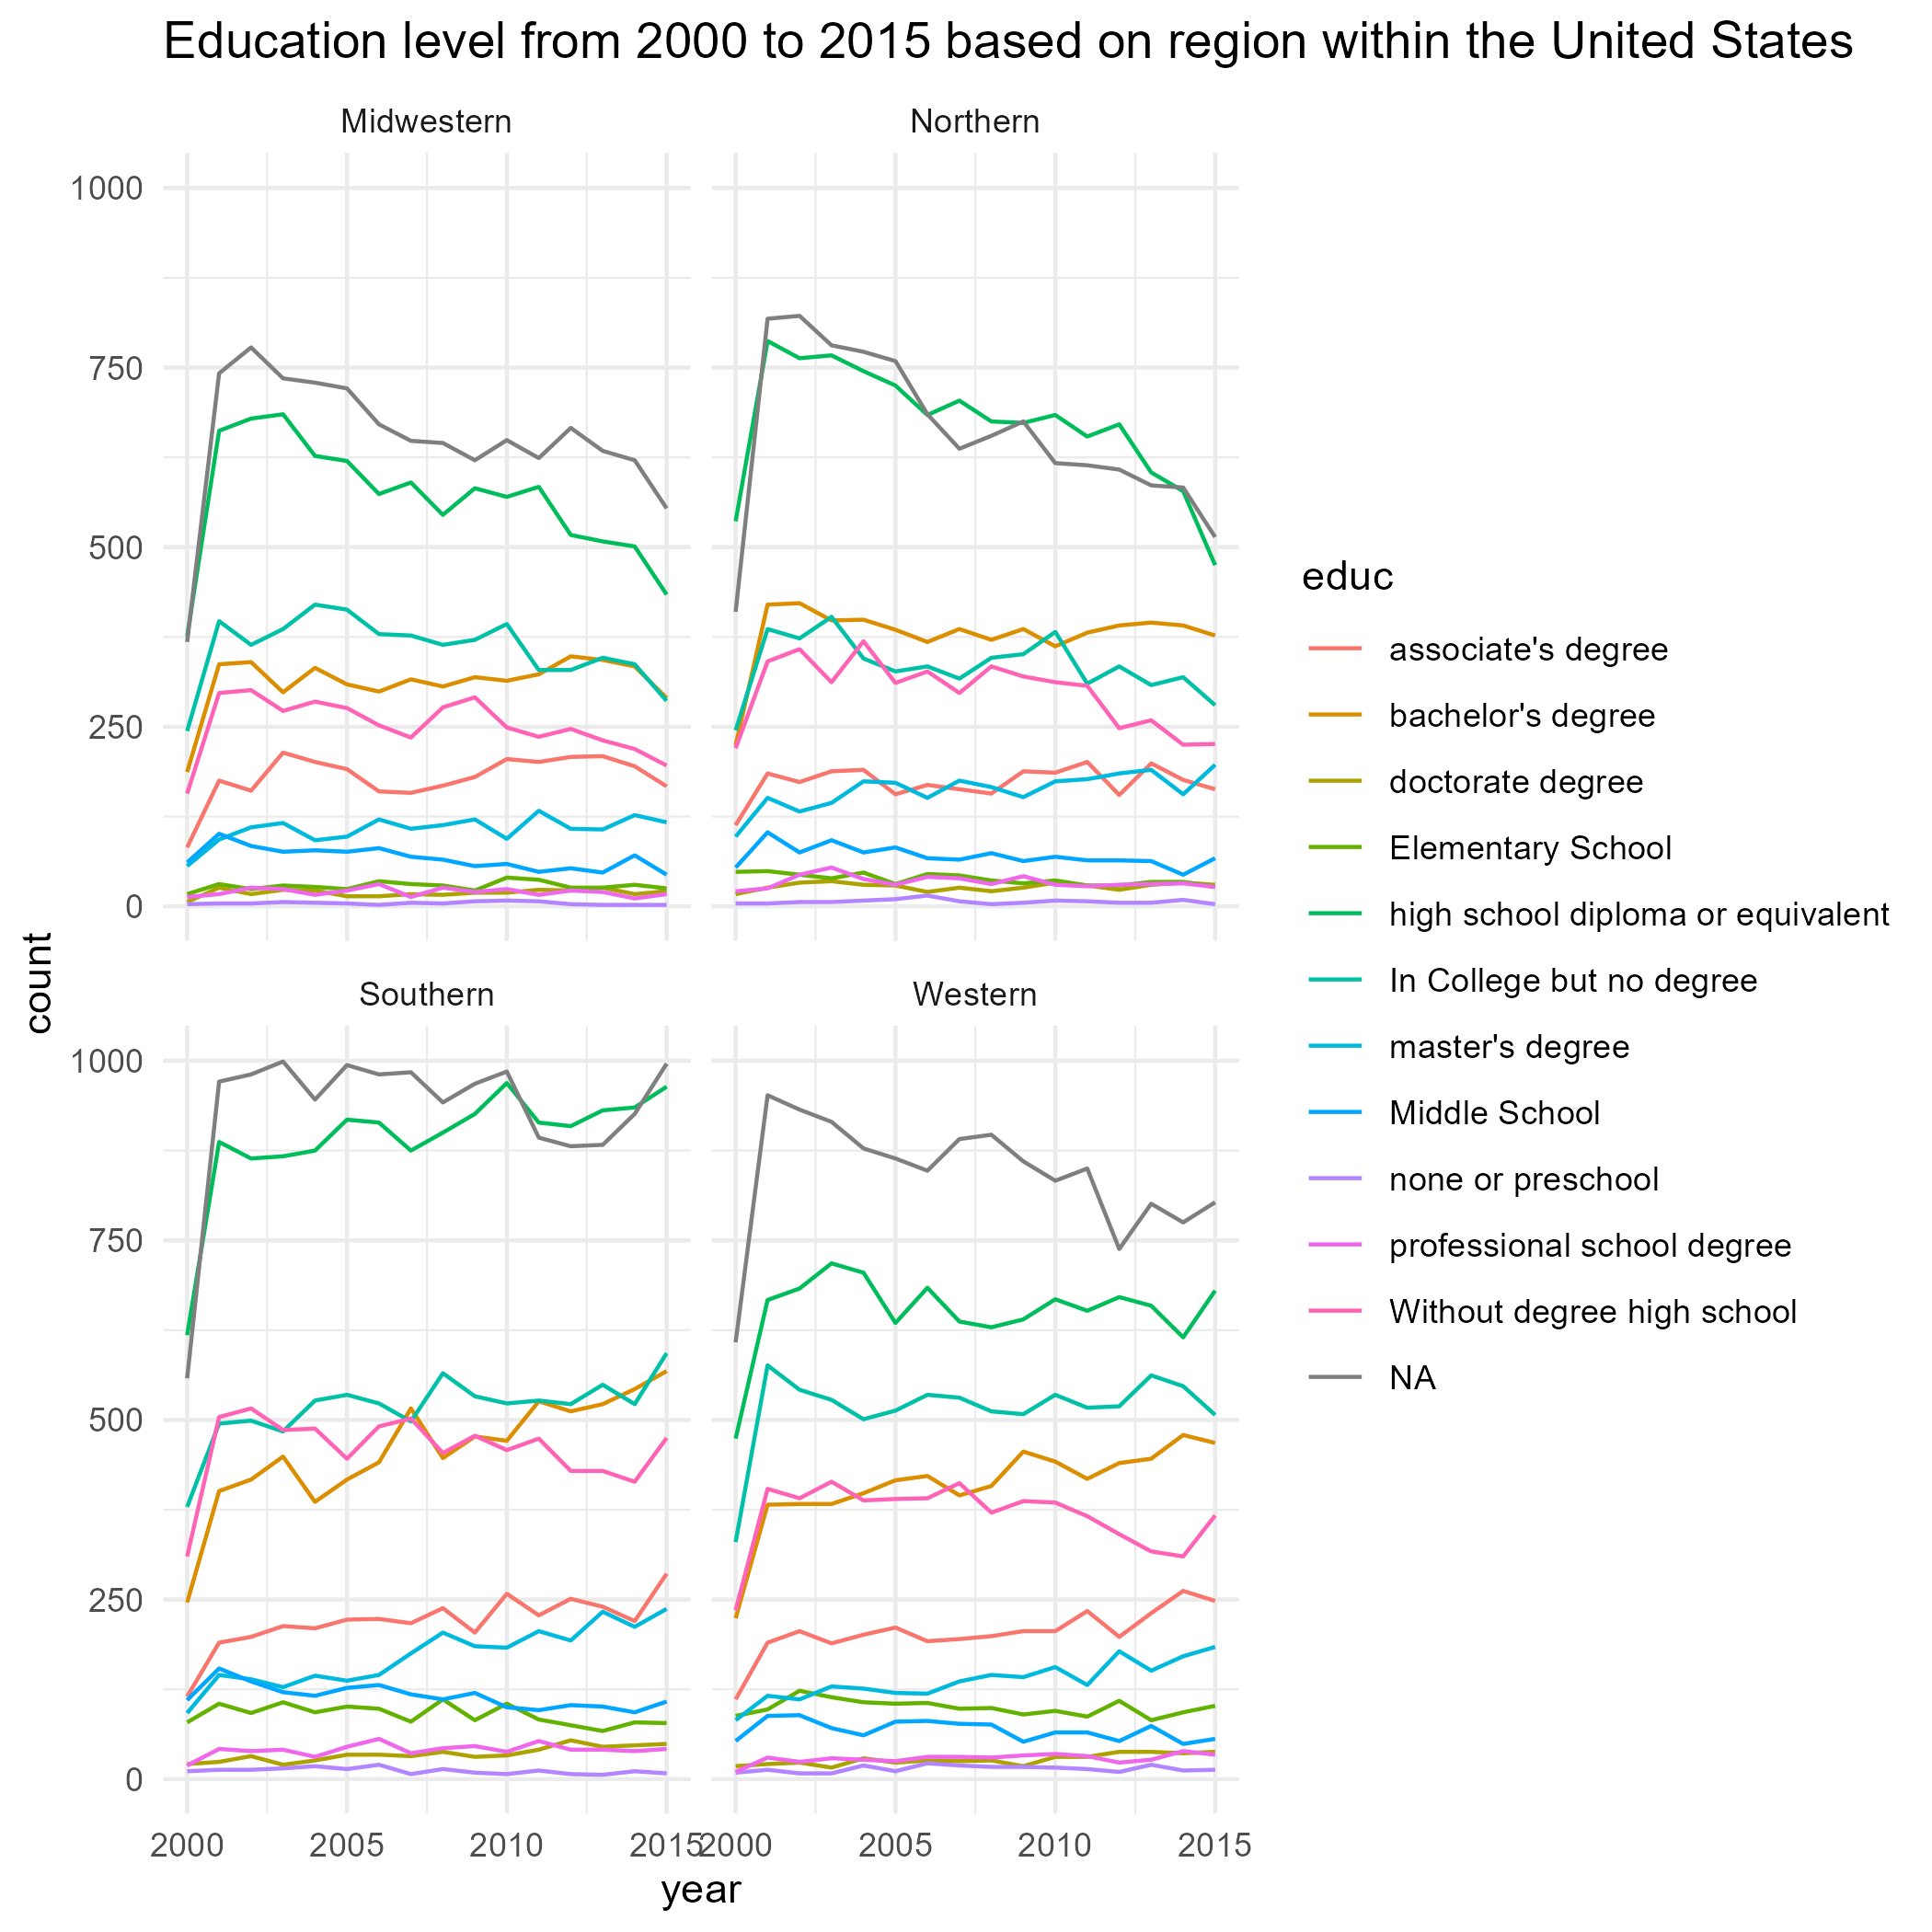 Education level from 2000 to 2015 based on region within the United States
Midwestern
Northern
1000
750
500
250
0
Southern
Western
1000
750
500
250
0
2000 2005 2010 2015
2000 2005 2010 2015
year
count
educ
associate's degree
bachelor's degree
doctorate degree
Elementary School
high school diploma or equivalent
In College but no degree
master's degree
Middle School
none or preschool
professional school degree
Without degree high school
NA